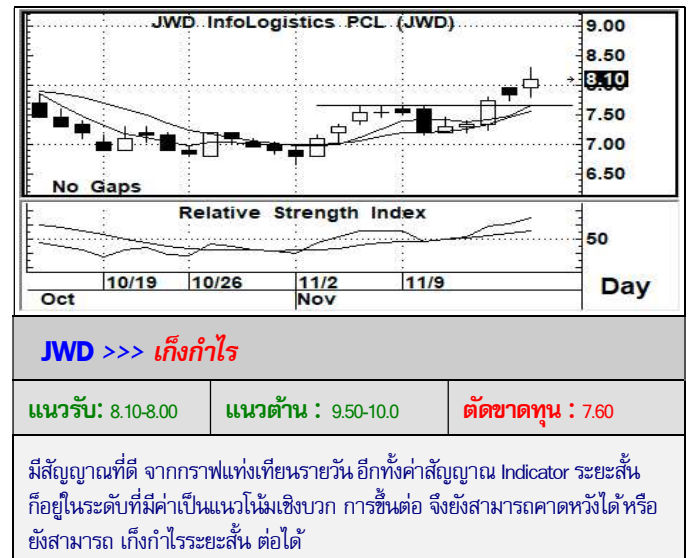 JWD InfoLogistics PCL (JWD)
9.00
8.50
8.10
8.00
7.50
7.00
6.50
No Gaps
Relative Strength Index
50
10/19 10/26 11/2 11/9
Oct Nov
Day
JWD >>> เก็งกำไร
แนวรับ: 8.10-8.00 แนวต้าน : 9.50-10.0 ตัดขาดทุน : 7.60
มีสัญญาณที่ดี จากกราฟแท่งเทียนรายวัน อีกทั้งค่าสัญญาณ Indicator ระยะสั้น
ก็อยู่ในระดับที่มีค่าเป็นแนวโน้มเชิงบวก การขึ้นต่อ จึงยังสามารถคาดหวังได้ หรือ
ยังสามารถ เก็งกำไรระยะสั้น ต่อได้